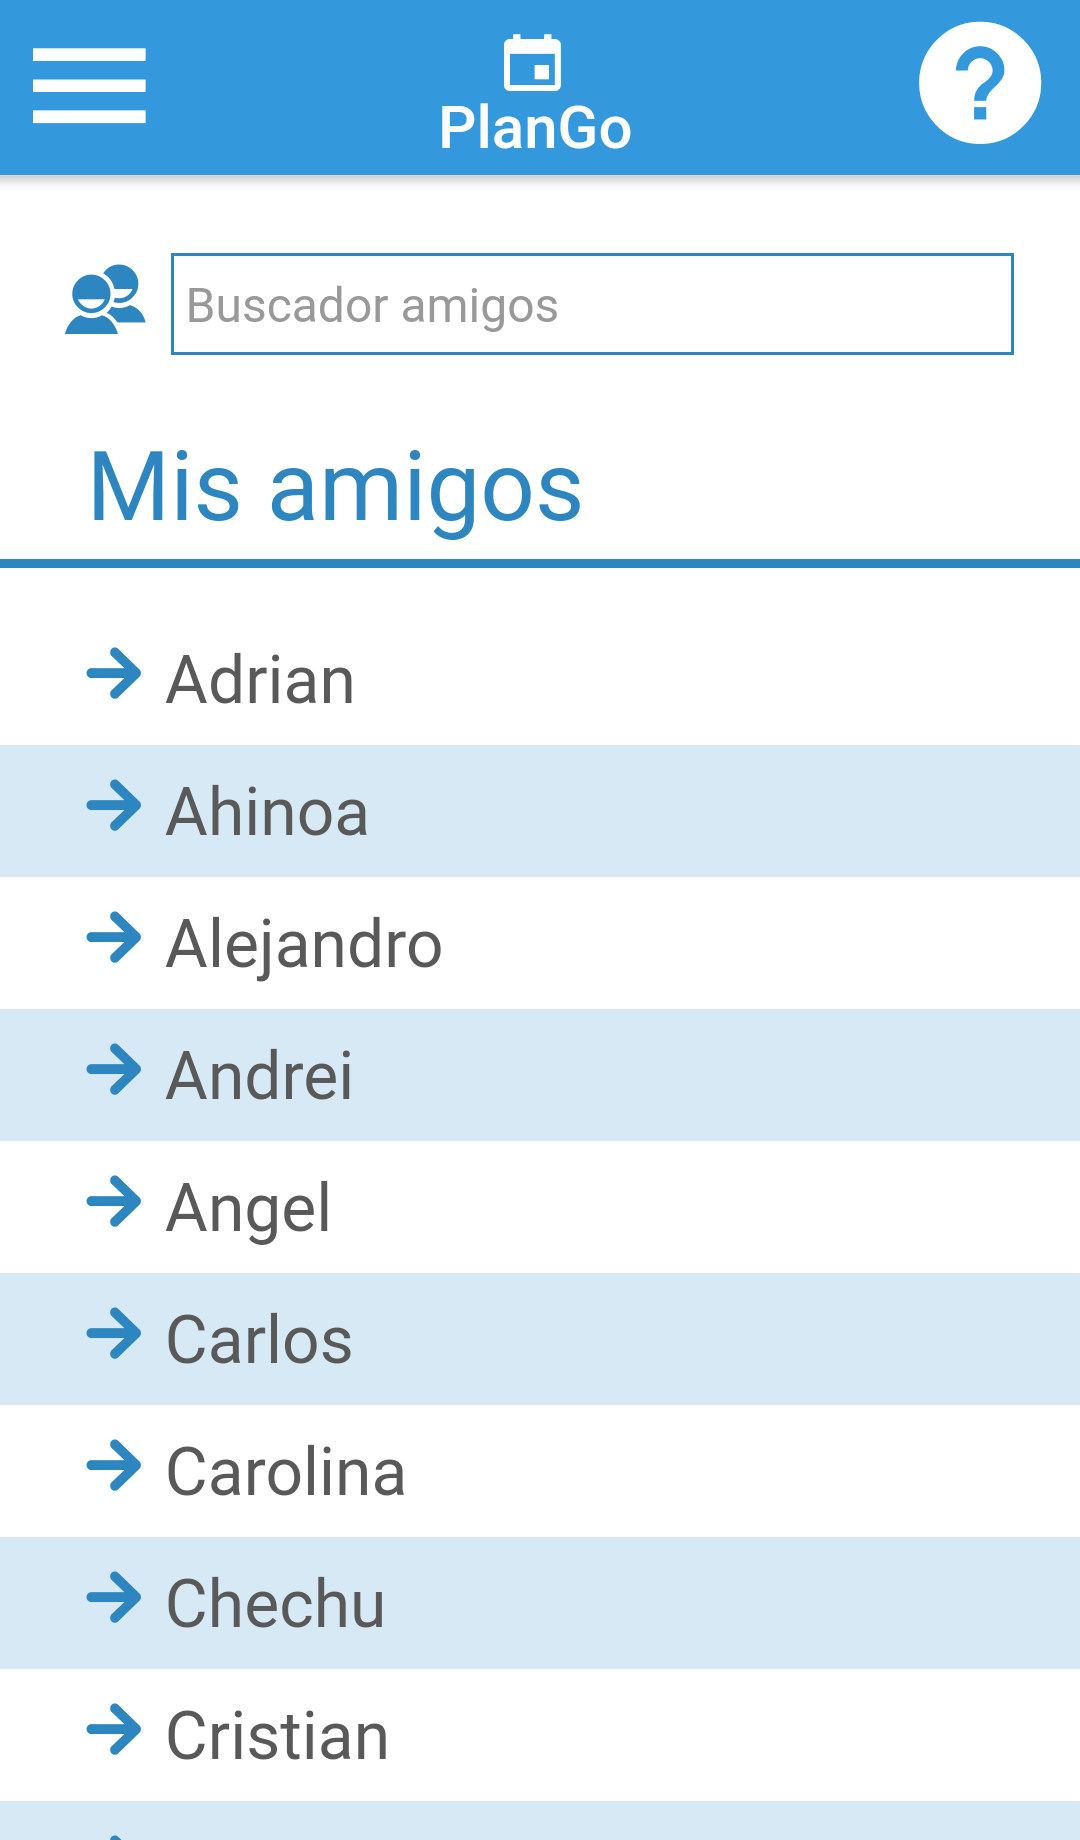 PlanGo
?
Buscador amigos
Mis amigos
Adrian
Ahinoa
Alejandro
Andrei
Angel
Carlos
Carolina
Chechu
Cristian